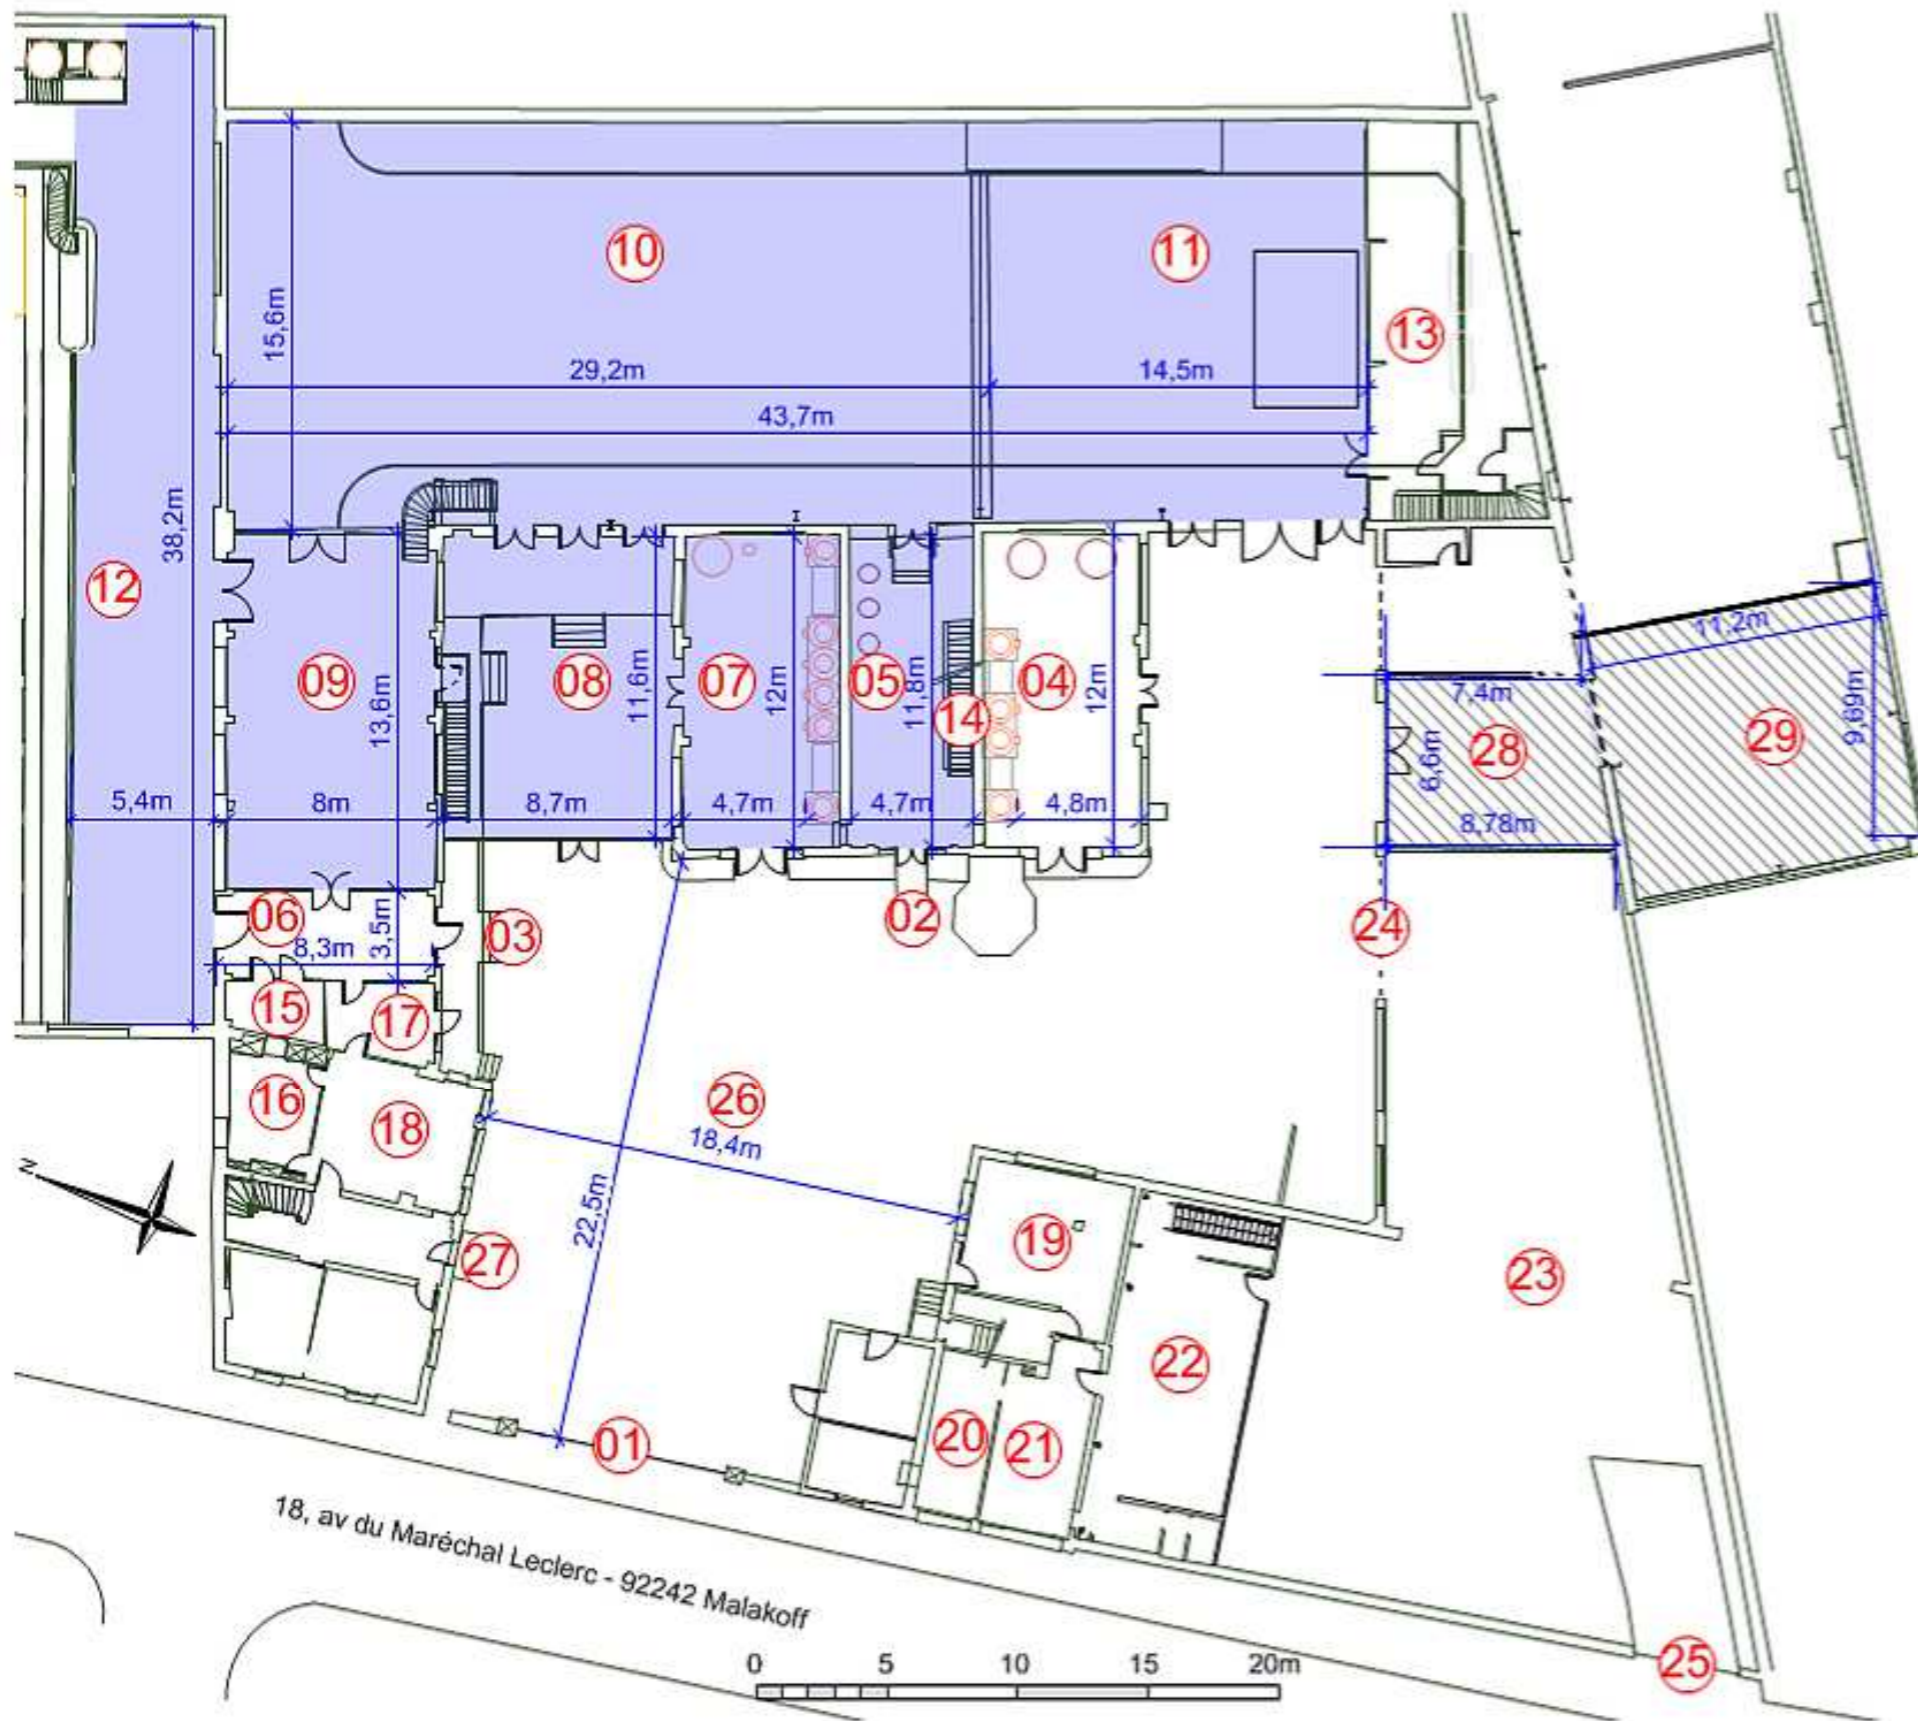 10
11
15,6m
13
29,2m
14,5m
43,7m
38,2m
12
09
13,6m
08
11,6m
07
12m
05
11,8m
14
04
12m
11,2m
7,4m
28
6,6m
29
9,69m
5,4m
8m
8,7m
4,7m
4,7m
4,8m
8,78m
06
3,5m
8,3m
03
02
24
15
17
16
18
26
18,4m
22,5m
N
27
19
23
22
20
21
01
18, av du Maréchal Leclerc - 92242 Malakoff
0 5 10 15 20m
25